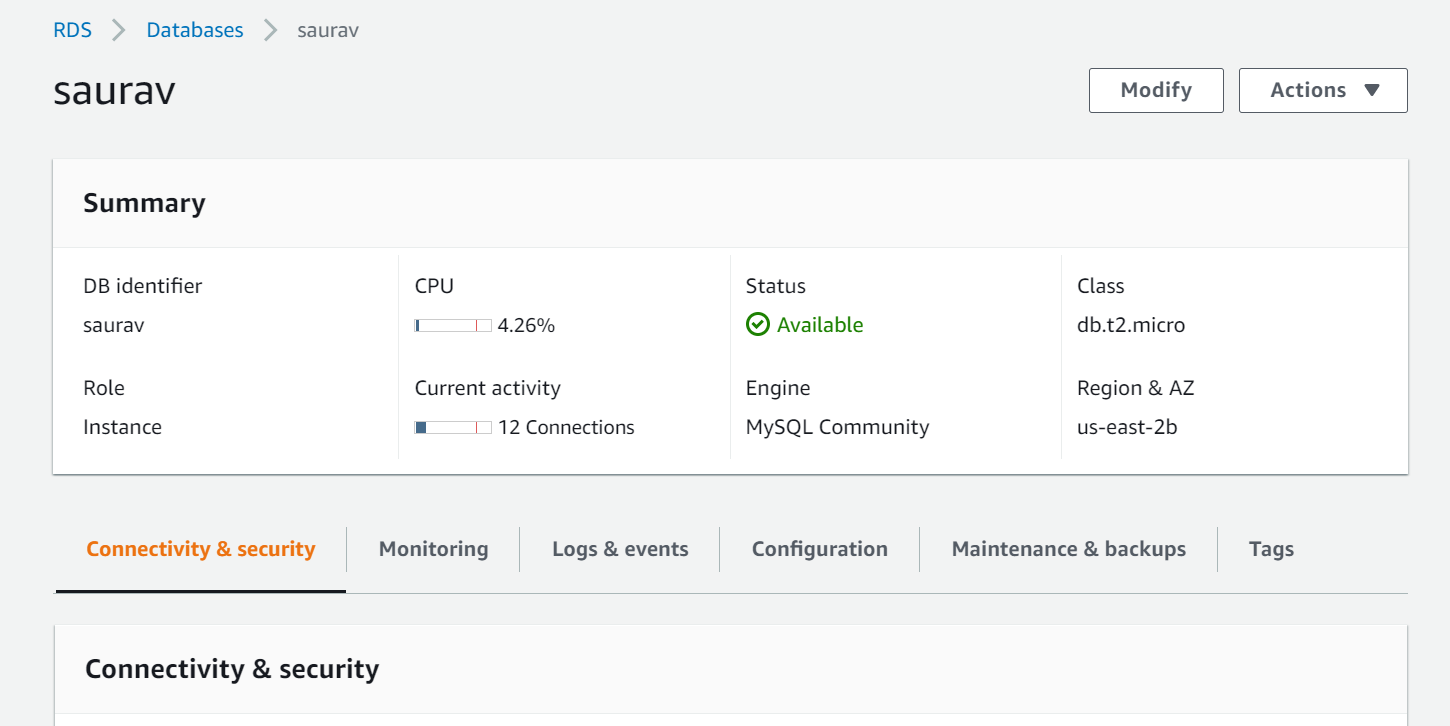 RDS Databases saurav
saurav
Modify
Actions
Summary
DB identifier
saurav
CPU
4.26%
Status
Available
Class
db.t2.micro
Role
Instance
Current activity
12 Connections
Engine
MySQL Community
Region & AZ
us-east-2b
Connectivity & security
Monitoring
Logs & events
Configuration
Maintenance & backups
Tags
Connectivity & security